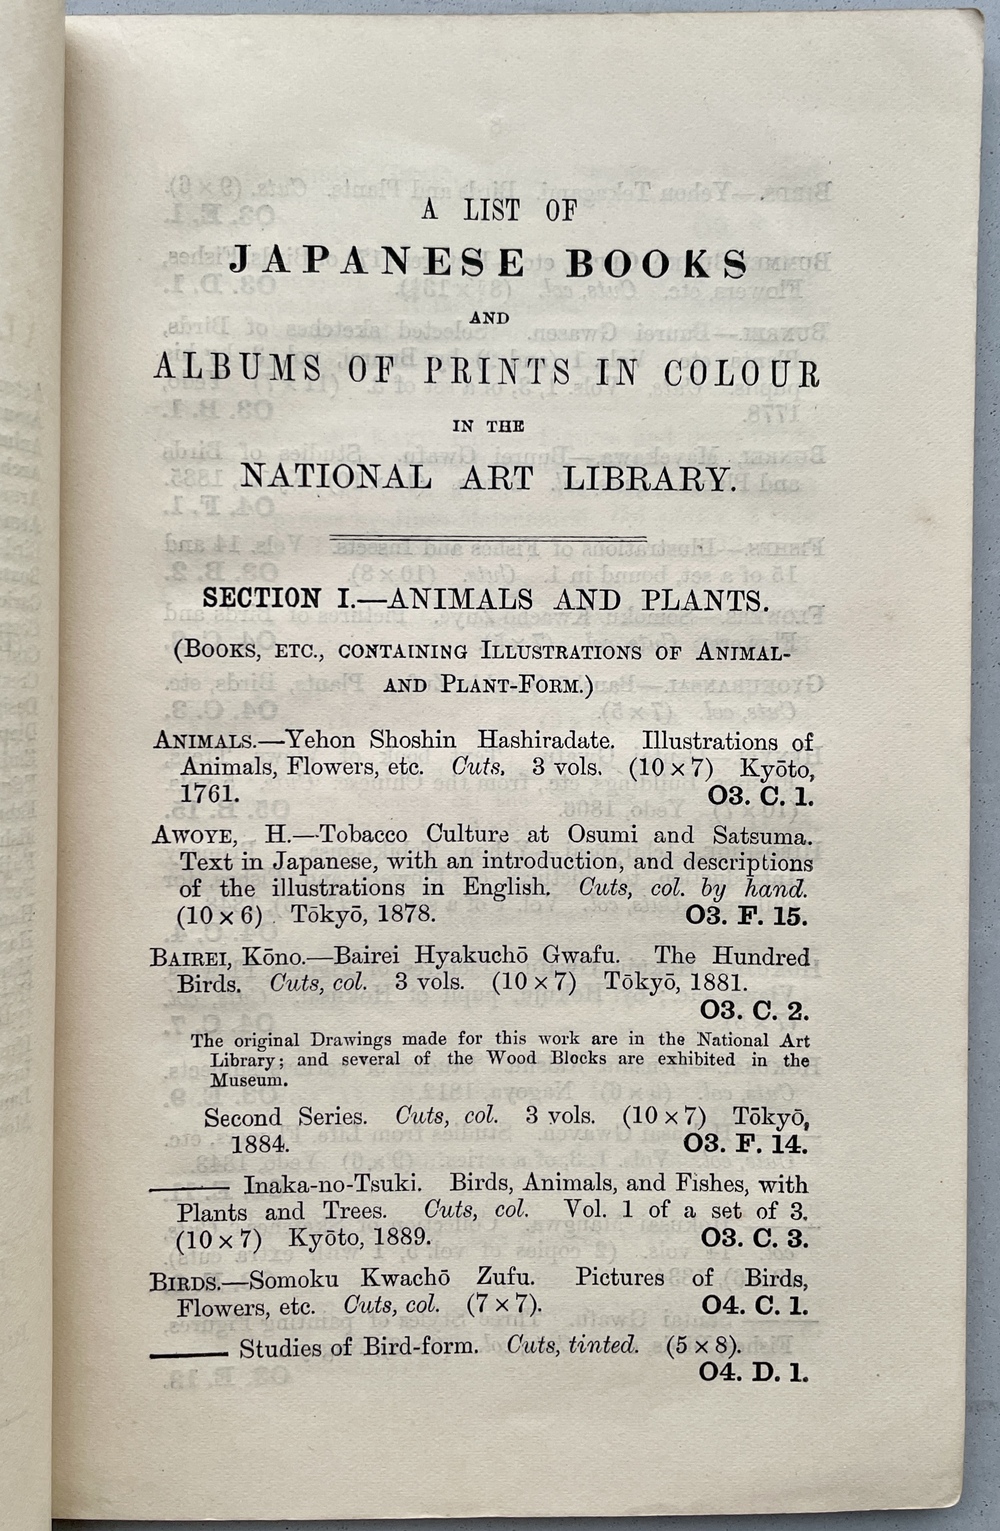 A LIST OF
JAPANESE BOOKS
AND
ALBUMS OF PRINTS IN COLOUR
IN THE
NATIONAL ART LIBRARY.
SECTION I.—ANIMALS AND PLANTS.
(BOOKS, ETC., CONTAINING ILLUSTRATIONS OF ANIMAL-
AND PLANT-FORM.)
ANIMALS.—Yehon Shoshin Hashiradate. Illustrations of
Animals, Flowers, etc. Cuts. 3 vols. (10 × 7) Kyōto,
1761. O3. C. 1.
AWOYE, H.—Tobacco Culture at Osumi and Satsuma.
Text in Japanese, with an introduction, and descriptions
of the illustrations in English. Cuts, col. by hand.
(10 × 6) Tōkyō, 1878. O3. F. 15.
BAIREI, Kōno.—Bairei Hyakuchō Gwafu. The Hundred
Birds. Cuts, col. 3 vols. (10 × 7) Tōkyō, 1881.
O3. C. 2.
The original Drawings made for this work are in the National Art
Library; and several of the Wood Blocks are exhibited in the
Museum.
Second Series. Cuts, col. 3 vols. (10 × 7) Tōkyō,
1884. O3. F. 14.
——— Inaka-no-Tsuki. Birds, Animals, and Fishes, with
Plants and Trees. Cuts, col. Vol. 1 of a set of 3.
(10 × 7) Kyōto, 1889. O3. C. 3.
BIRDS.—Somoku Kwachō Zufu. Pictures of Birds,
Flowers, etc. Cuts, col. (7 × 7). O4. C. 1.
——— Studies of Bird-form. Cuts, tinted. (5 × 8).
O4. D. 1.